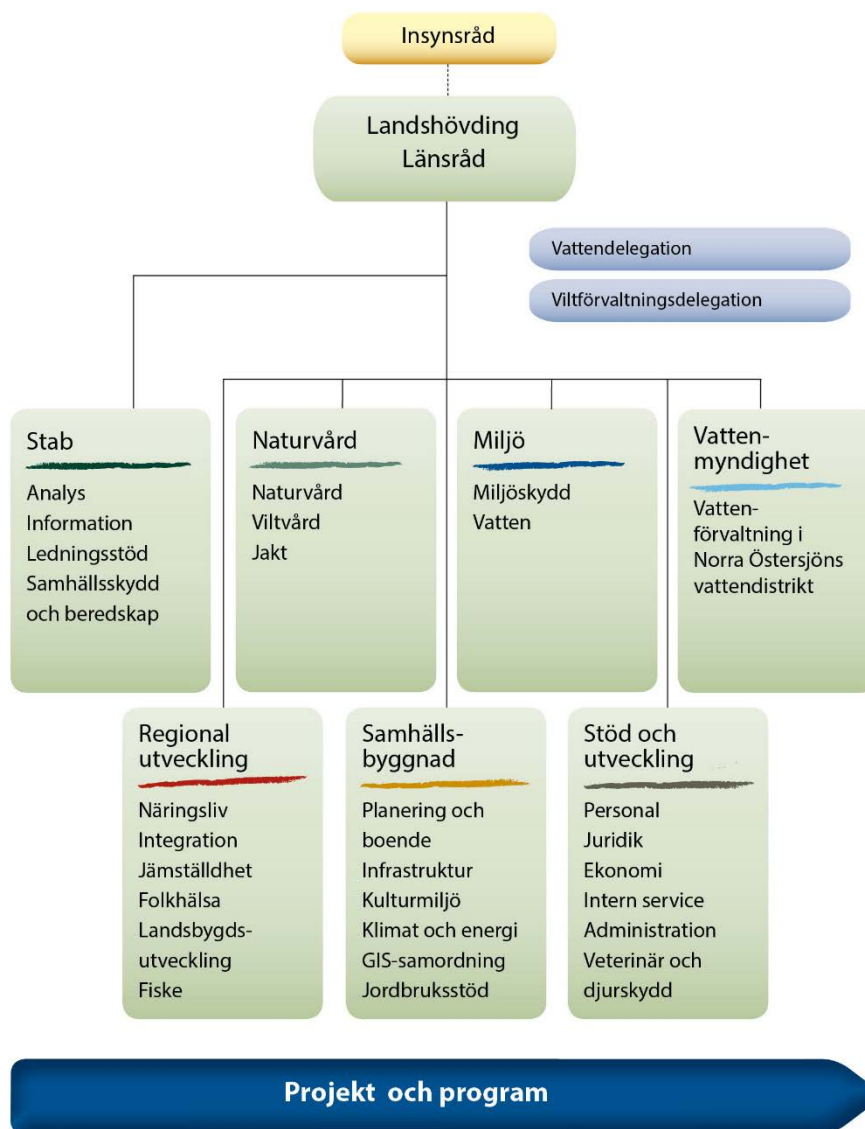 Insynsråd
Landshövding
Länsråd
Vattendelegation
Viltförvaltningsdelegation
Stab
Analys
Information
Ledningsstöd
Samhällsskydd
och beredskap
Naturvård
Naturvård
Viltvård
Jakt
Miljö
Miljöskydd
Vatten
Vatten-
myndighet
Vatten-
förvaltning i
Norra Östersjöns
vattendistrikt
Regional
utveckling
Näringsliv
Integration
Jämställdhet
Folkhälsa
Landsbygds-
utveckling
Fiske
Samhälls-
byggnad
Planering och
boende
Infrastruktur
Kulturmiljö
Klimat och energi
GIS-samordning
Jordbruksstöd
Stöd och
utveckling
Personal
Juridik
Ekonomi
Intern service
Administration
Veterinär och
djurskydd
Projekt och program